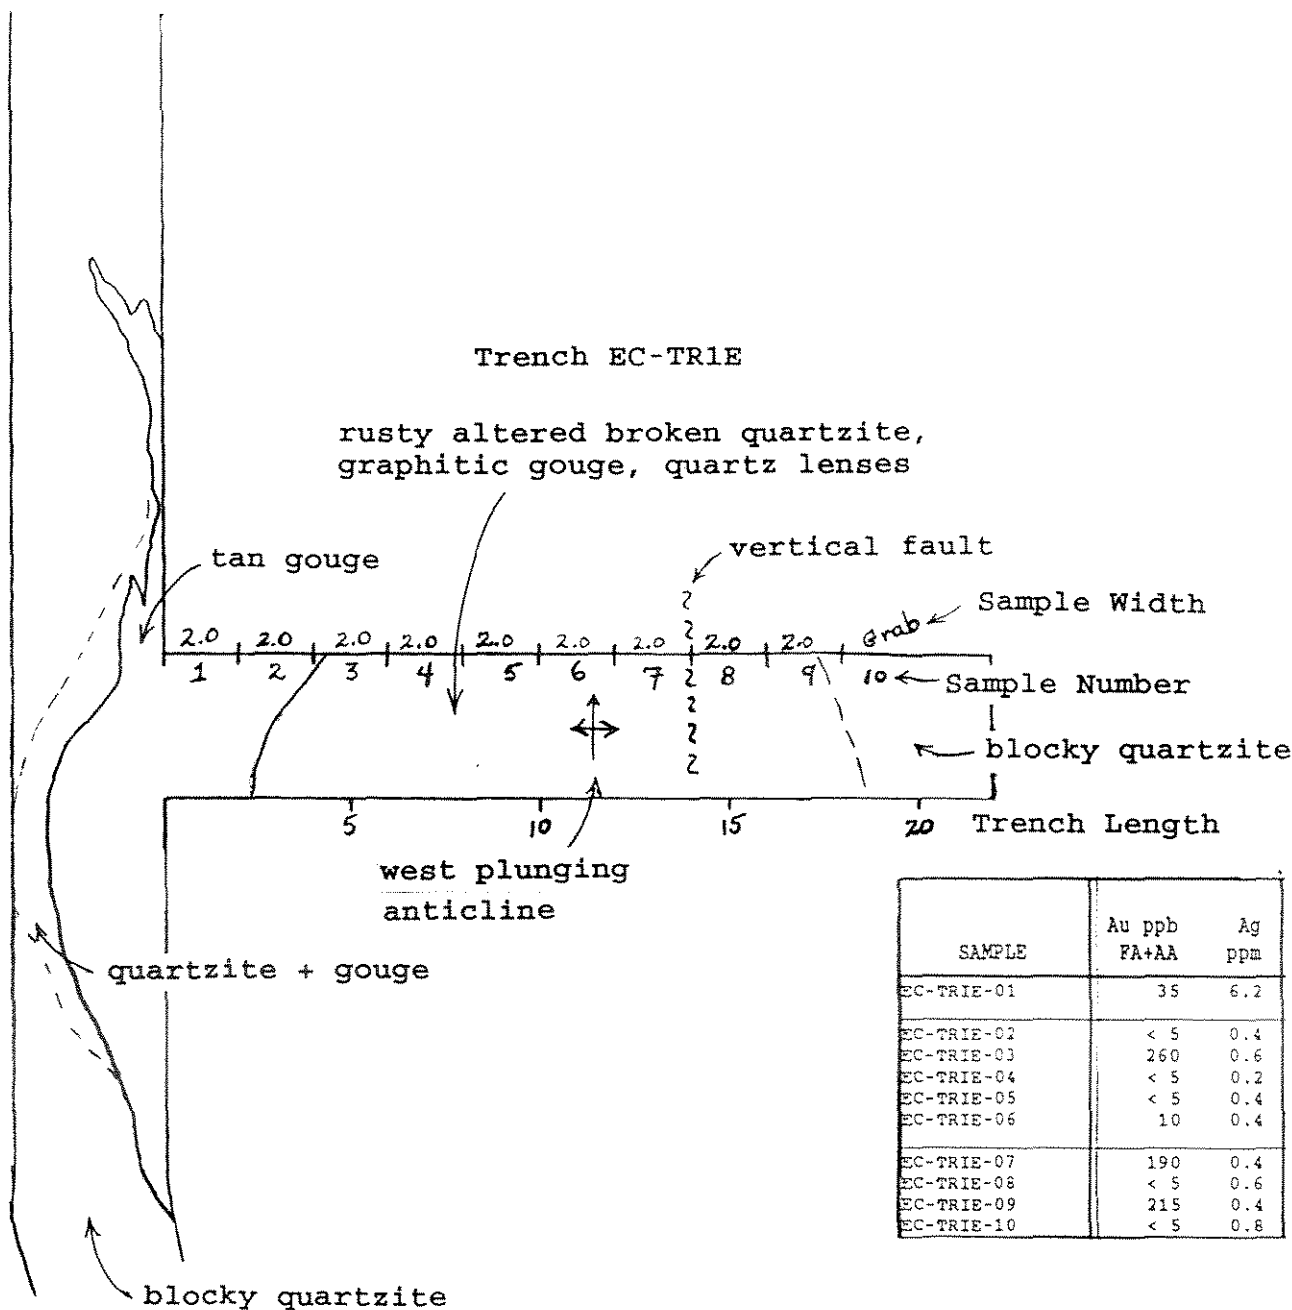 Trench EC-TR1E
rusty altered broken quartzite,
graphitic gouge, quartz lenses
vertical fault
tan gouge
Sample Width
2.0 2.0 2.0 2.0 2.0 2.0 2.0 2.0 2.0 Grab
1 2 3 4 5 6 7 8 9 10 Sample Number
blocky quartzite
5 10 15 20 Trench Length
west plunging
anticline
quartzite + gouge
blocky quartzite
Au ppb Ag
SAMPLE FA+AA ppm
EC-TRIE-01 35 6.2
EC-TRIE-02 < 5 0.4
EC-TRIE-03 260 0.6
EC-TRIE-04 < 5 0.2
EC-TRIE-05 < 5 0.4
EC-TRIE-06 10 0.4
EC-TRIE-07 190 0.4
EC-TRIE-08 < 5 0.6
EC-TRIE-09 215 0.4
EC-TRIE-10 < 5 0.8